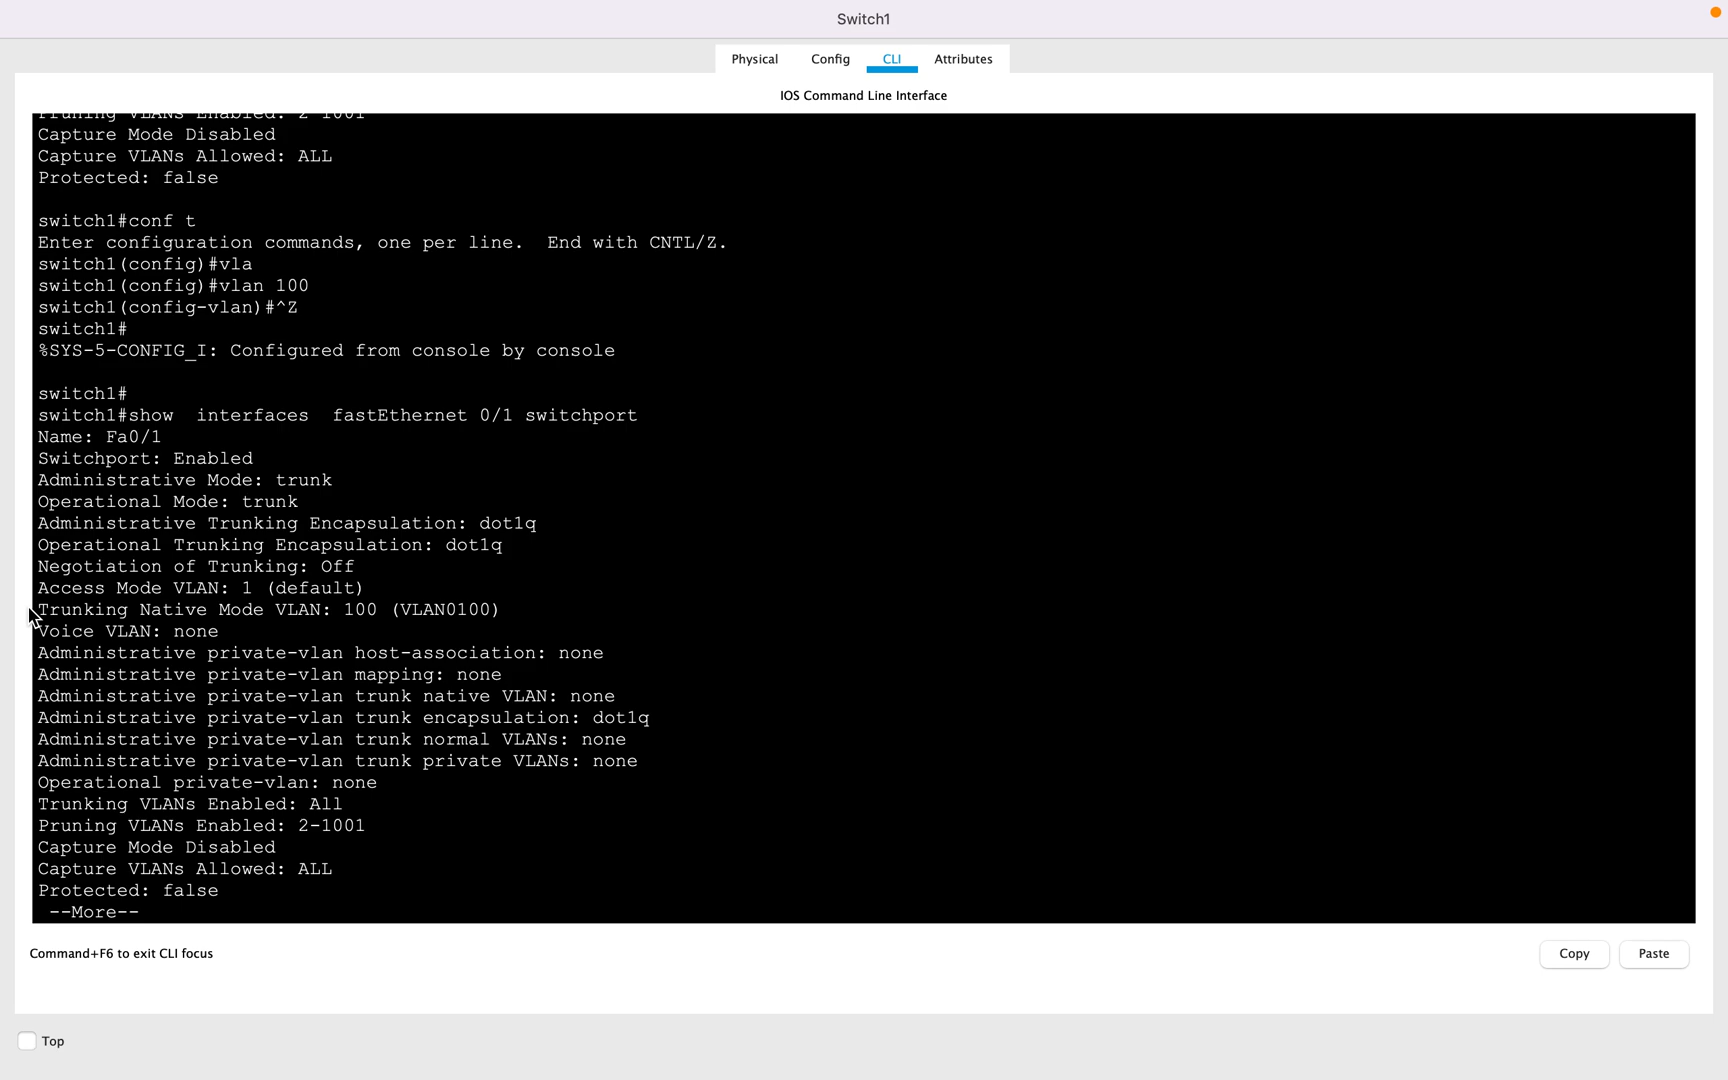 Switch1
Physical Config CLI Attributes
IOS Command Line Interface
Pruning VLANs Enabled: 2-1001
Capture Mode Disabled
Capture VLANs Allowed: ALL
Protected: false
switch1#conf t
Enter configuration commands, one per line.  End with CNTL/Z.
switch1(config)#vla
switch1(config)#vlan 100
switch1(config-vlan)#^Z
switch1#
%SYS-5-CONFIG_I: Configured from console by console
switch1#
switch1#show  interfaces  fastEthernet 0/1 switchport
Name: Fa0/1
Switchport: Enabled
Administrative Mode: trunk
Operational Mode: trunk
Administrative Trunking Encapsulation: dot1q
Operational Trunking Encapsulation: dot1q
Negotiation of Trunking: Off
Access Mode VLAN: 1 (default)
Trunking Native Mode VLAN: 100 (VLAN0100)
Voice VLAN: none
Administrative private-vlan host-association: none
Administrative private-vlan mapping: none
Administrative private-vlan trunk native VLAN: none
Administrative private-vlan trunk encapsulation: dot1q
Administrative private-vlan trunk normal VLANs: none
Administrative private-vlan trunk private VLANs: none
Operational private-vlan: none
Trunking VLANs Enabled: All
Pruning VLANs Enabled: 2-1001
Capture Mode Disabled
Capture VLANs Allowed: ALL
Protected: false
--More--
Command+F6 to exit CLI focus
Copy Paste
Top